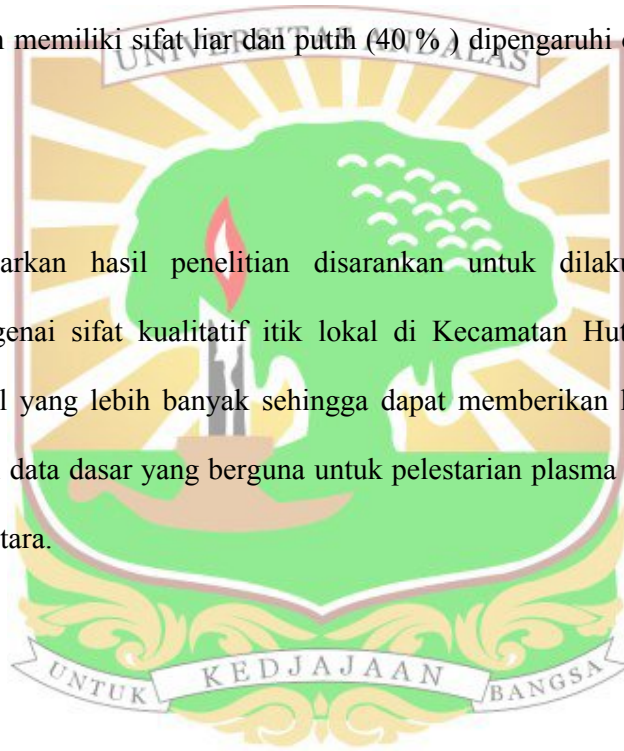 memiliki sifat liar dan putih (40 % ) dipengaruhi
UNIVERSITAS ANDALAS
arkan hasil penelitian disarankan untuk dilaku
genai sifat kualitatif itik lokal di Kecamatan Hut
l yang lebih banyak sehingga dapat memberikan
data dasar yang berguna untuk pelestarian plasma
tara.
UNTUK KEDJAJAAN BANGSA